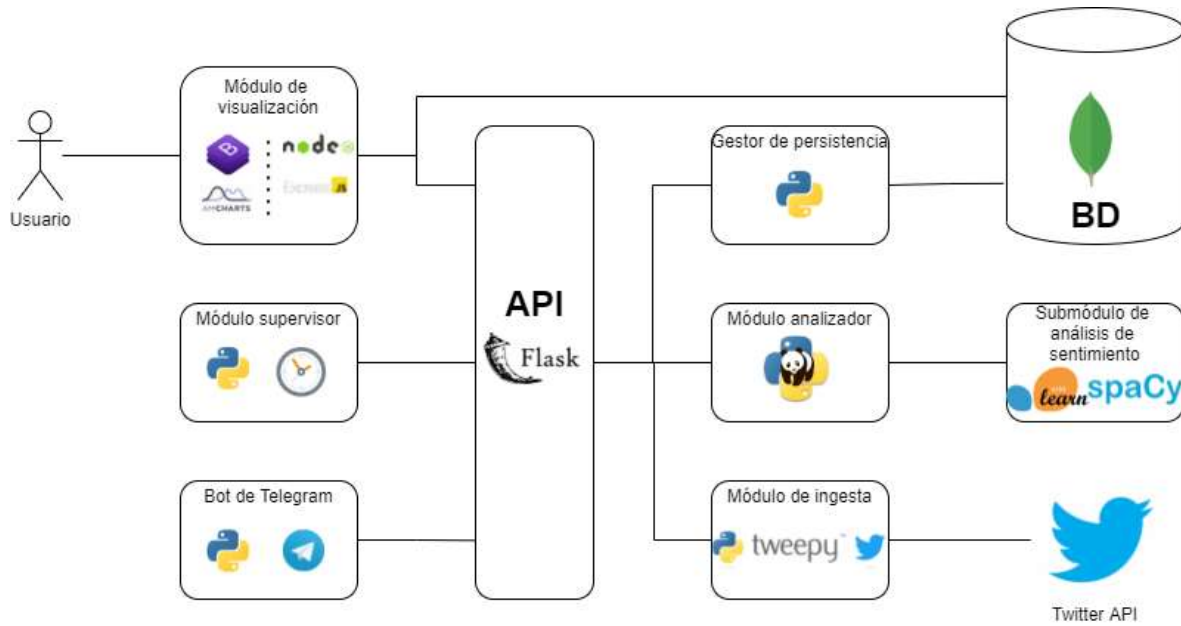 Módulo de
visualización
B
node
JS
AMCHARTS
Usuario
Gestor de persistencia
BD
API
Flask
Módulo supervisor
Módulo analizador
Submódulo de
análisis de
sentimiento
learn
spaCy
Bot de Telegram
Módulo de ingesta
tweepy
Twitter API